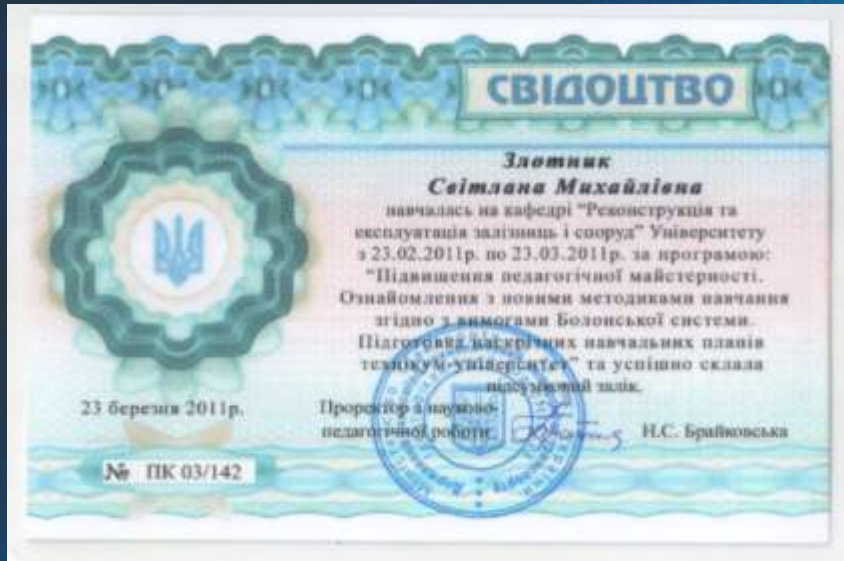 СВІДОЦТВО
Злотник
Світлана Михайлівна
навчалась на кафедрі "Реконструкція та
експлуатація залізниць і споруд" Університету
з 23.02.2011р. по 23.03.2011р. за програмою:
"Підвищення педагогічної майстерності.
Ознайомлення з новими методиками навчання
згідно з вимогами Болонської системи.
Підготовка наскрізних навчальних планів
технікум-університет" та успішно склала
підсумковий залік.
23 березня 2011р.
Проректор з науково-
педагогічної роботи
Н.С. Брайковська
№ ПК 03/142